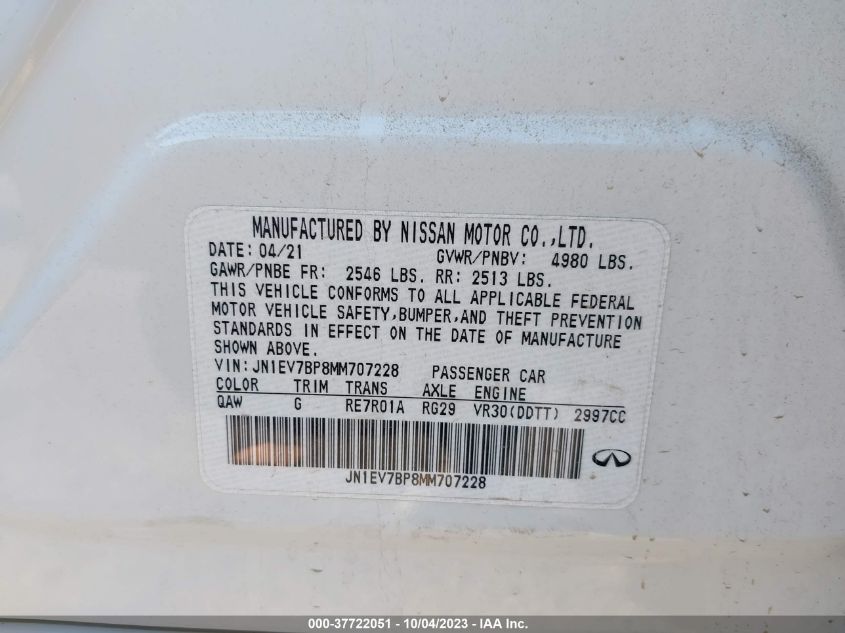 MANUFACTURED BY NISSAN MOTOR CO.,LTD.
DATE: 04/21 GVWR/PNBV: 4980 LBS.
GAWR/PNBE FR: 2546 LBS. RR: 2513 LBS.
THIS VEHICLE CONFORMS TO ALL APPLICABLE FEDERAL
MOTOR VEHICLE SAFETY,BUMPER,AND THEFT PREVENTION
STANDARDS IN EFFECT ON THE DATE OF MANUFACTURE
SHOWN ABOVE.
VIN:JN1EV7BP8MM707228 PASSENGER CAR
COLOR TRIM TRANS AXLE ENGINE
QAW G RE7R01A RG29 VR30(DDTT) 2997CC
JN1EV7BP8MM707228
000-37722051 - 10/04/2023 - IAA Inc.